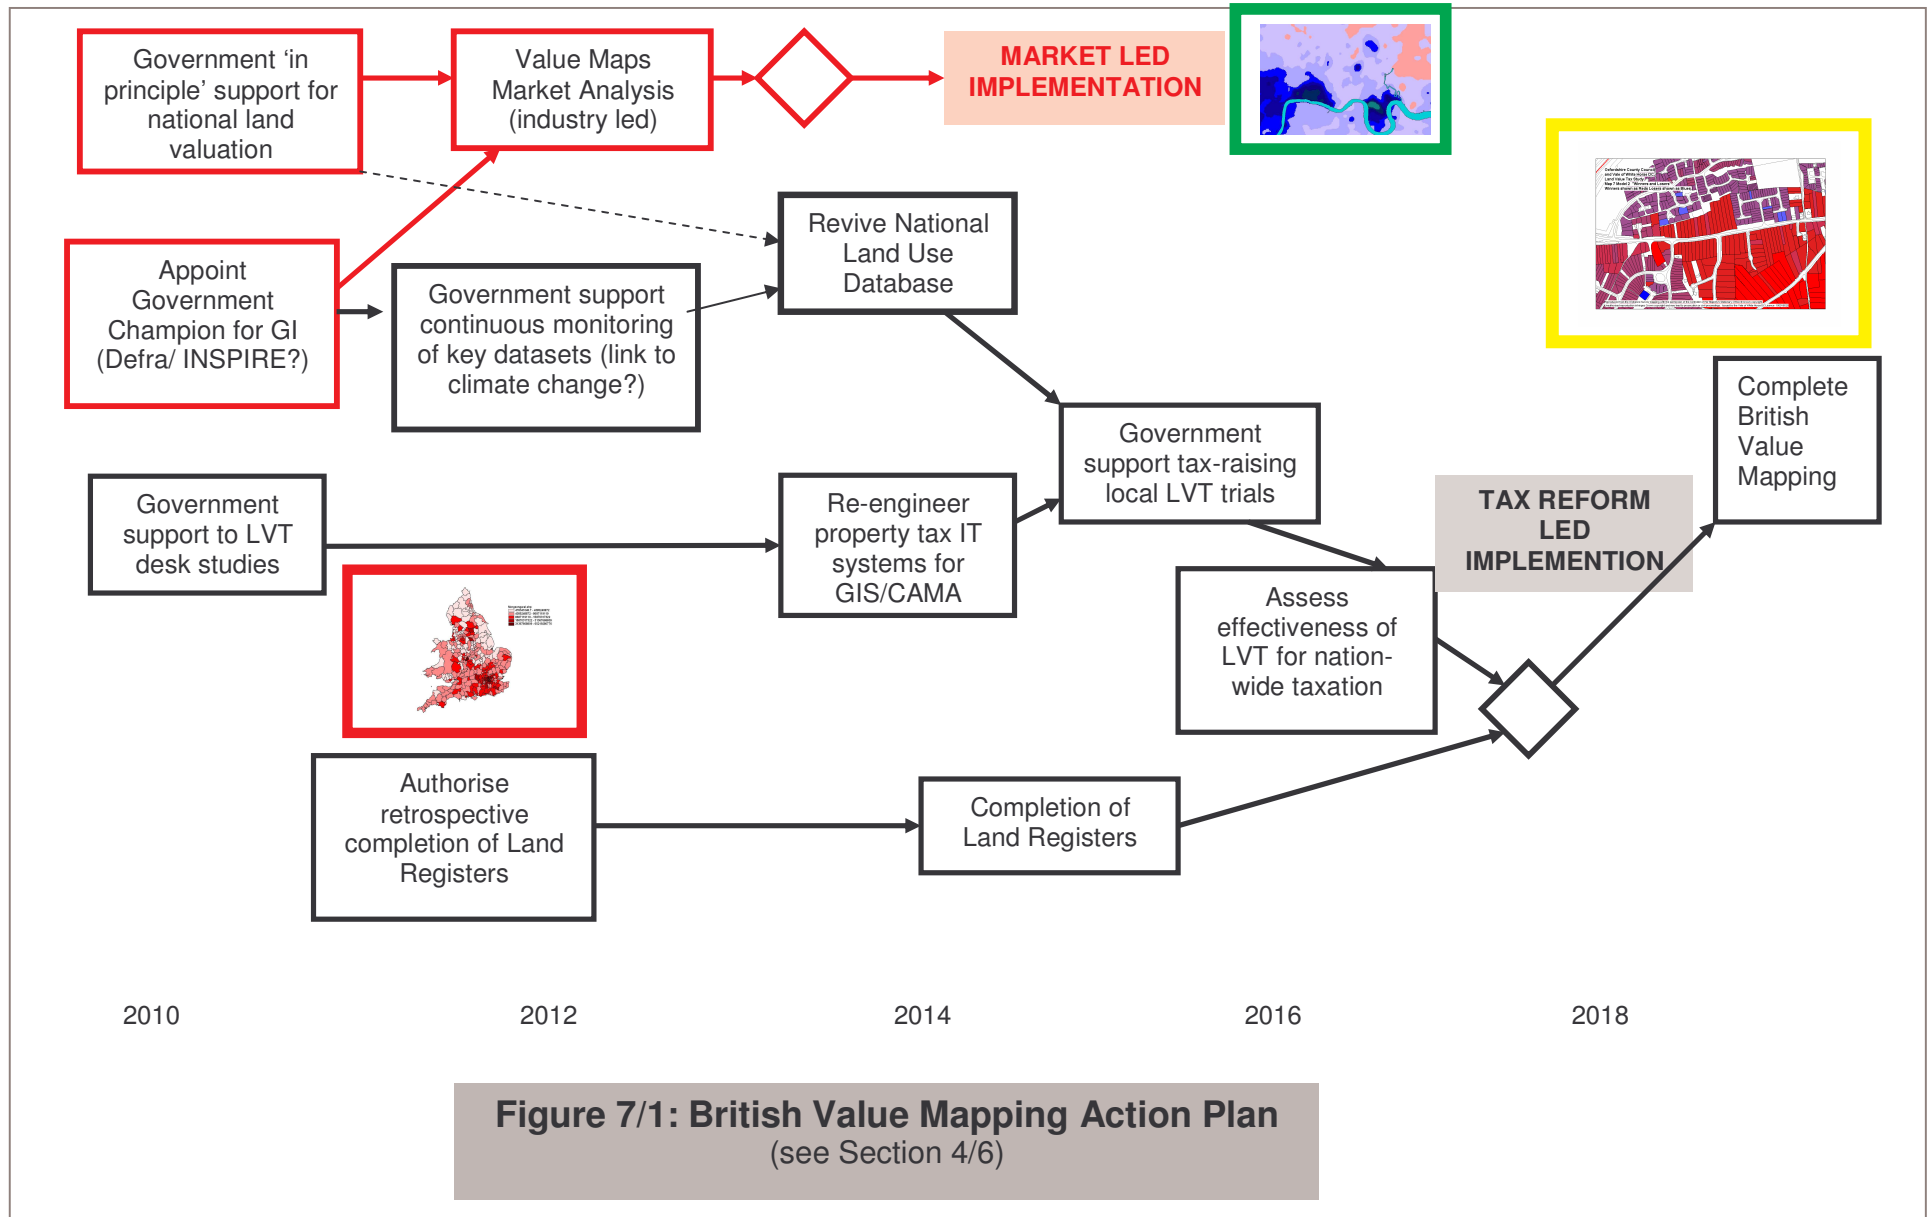 Government ‘in
principle’ support for
national land
valuation
Value Maps
Market Analysis
(industry led)
MARKET LED
IMPLEMENTATION
Appoint
Government
Champion for GI
(Defra/ INSPIRE?)
Government support
continuous monitoring
of key datasets (link to
climate change?)
Revive National
Land Use
Database
Government
support to LVT
desk studies
Re-engineer
property tax IT
systems for
GIS/CAMA
Government
support tax-raising
local LVT trials
Assess
effectiveness of
LVT for nation-
wide taxation
TAX REFORM
LED
IMPLEMENTION
Complete
British
Value
Mapping
Authorise
retrospective
completion of Land
Registers
Completion of
Land Registers
2010 2012 2014 2016 2018
Figure 7/1: British Value Mapping Action Plan
(see Section 4/6)